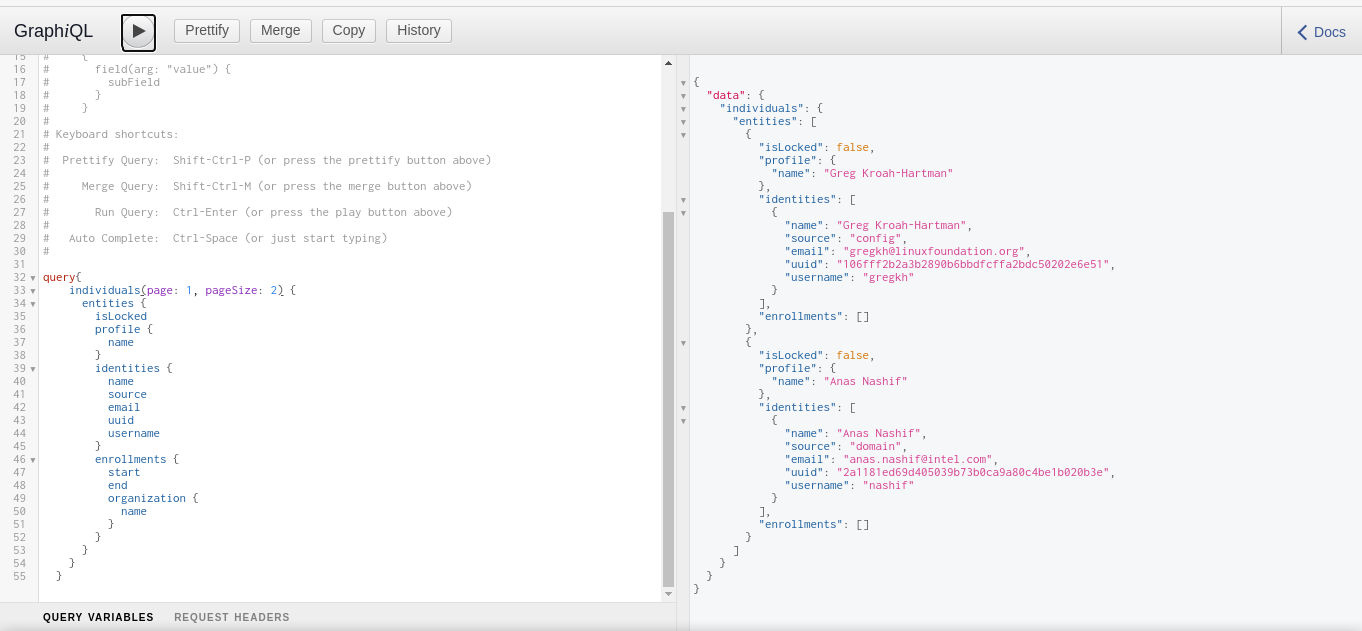 GraphiQL
Prettify Merge Copy History
Docs
15 # {
16 # field(arg: "value") {
17 # subField
18 # }
19 # }
20 #
21 # Keyboard shortcuts:
22 #
23 # Prettify Query: Shift-Ctrl-P (or press the prettify button above)
24 #
25 # Merge Query: Shift-Ctrl-M (or press the merge button above)
26 #
27 # Run Query: Ctrl-Enter (or press the play button above)
28 #
29 # Auto Complete: Ctrl-Space (or just start typing)
30 #
31
32 query{
33 individuals(page: 1, pageSize: 2) {
34 entities {
35 isLocked
36 profile {
37 name
38 }
39 identities {
40 name
41 source
42 email
43 uuid
44 username
45 }
46 enrollments {
47 start
48 end
49 organization {
50 name
51 }
52 }
53 }
54 }
55 }
QUERY VARIABLES REQUEST HEADERS
{
"data": {
"individuals": {
"entities": [
{
"isLocked": false,
"profile": {
"name": "Greg Kroah-Hartman"
},
"identities": [
{
"name": "Greg Kroah-Hartman",
"source": "config",
"email": "gregkh@linuxfoundation.org",
"uuid": "106fff2b2a3b2890b6bbdfcffa2bdc50202e6e51",
"username": "gregkh"
}
],
"enrollments": []
},
{
"isLocked": false,
"profile": {
"name": "Anas Nashif"
},
"identities": [
{
"name": "Anas Nashif",
"source": "domain",
"email": "anas.nashif@intel.com",
"uuid": "2a1181ed69d405039b73b0ca9a80c4be1b020b3e",
"username": "nashif"
}
],
"enrollments": []
}
]
}
}
}